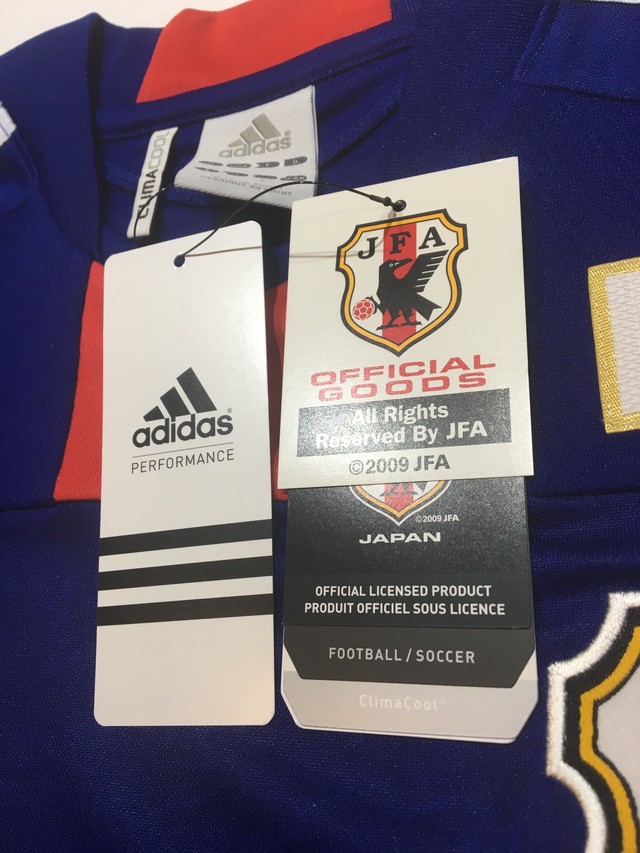 adidas
CLIMACOOL
JFA
OFFICIAL
GOODS
All Rights
Reserved By JFA
©2009 JFA
adidas®
PERFORMANCE
©2009 JFA
JAPAN
OFFICIAL LICENSED PRODUCT
PRODUIT OFFICIEL SOUS LICENCE
FOOTBALL / SOCCER
ClimaCool®